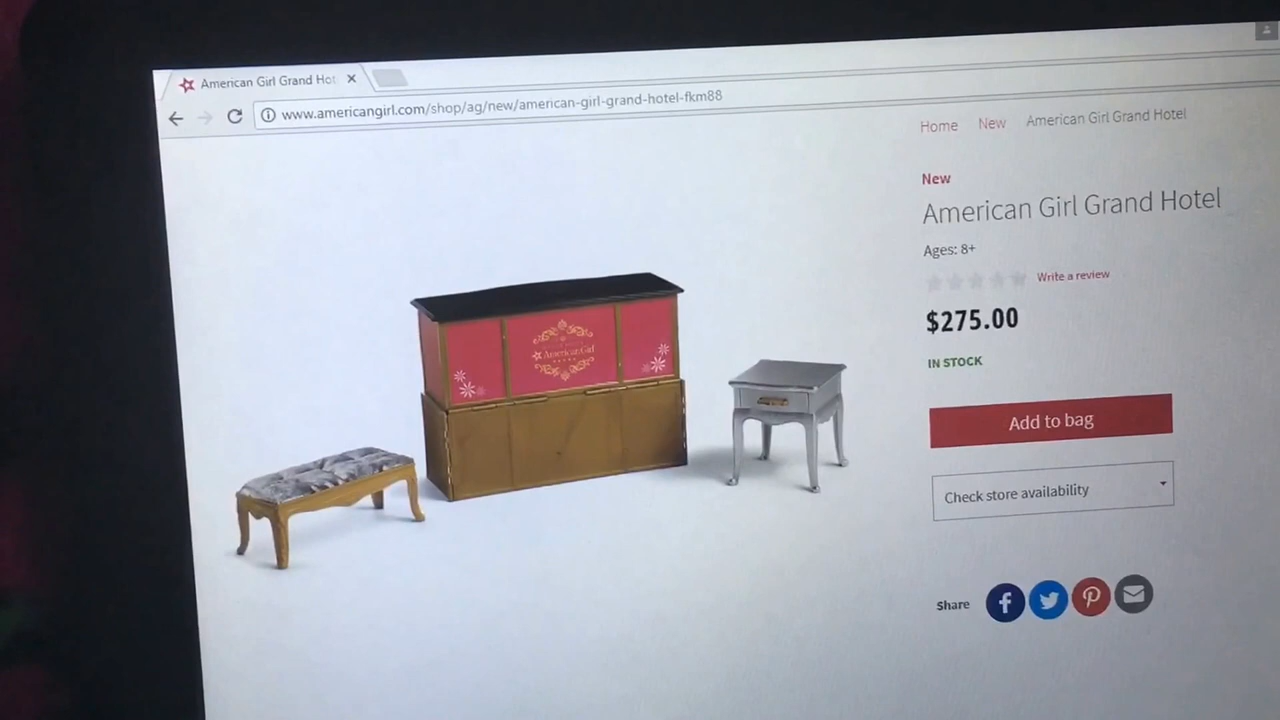 American Girl Grand Hot
www.americangirl.com/shop/ag/new/american-girl-grand-hotel-fkm88
Home New American Girl Grand Hotel
New
American Girl Grand Hotel
Ages: 8+
Write a review
$275.00
IN STOCK
Add to bag
Check store availability
Share
American Girl